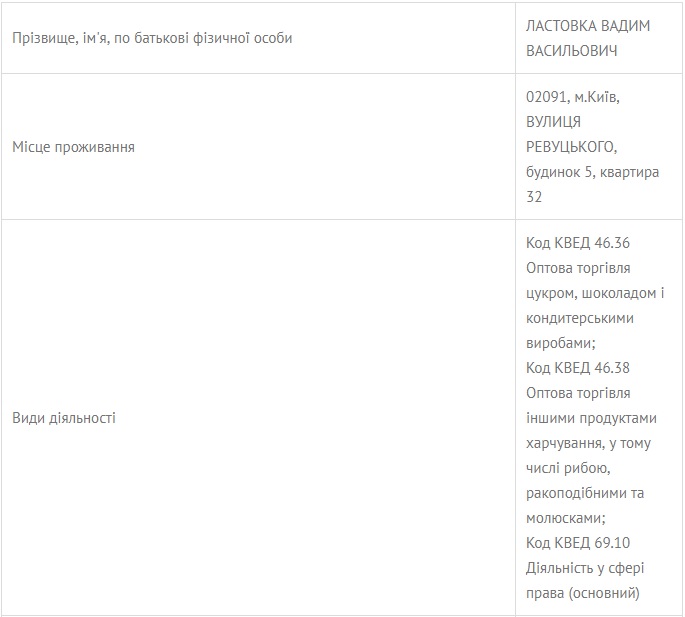 Прізвище, ім'я, по батькові фізичної особи
ЛАСТОВКА ВАДИМ
ВАСИЛЬОВИЧ
Місце проживання
02091, м.Київ,
ВУЛИЦЯ
РЕВУЦЬКОГО,
будинок 5, квартира
32
Види діяльності
Код КВЕД 46.36
Оптова торгівля
цукром, шоколадом і
кондитерськими
виробами;
Код КВЕД 46.38
Оптова торгівля
іншими продуктами
харчування, у тому
числі рибою,
ракоподібними та
молюсками;
Код КВЕД 69.10
Діяльність у сфері
права (основний)